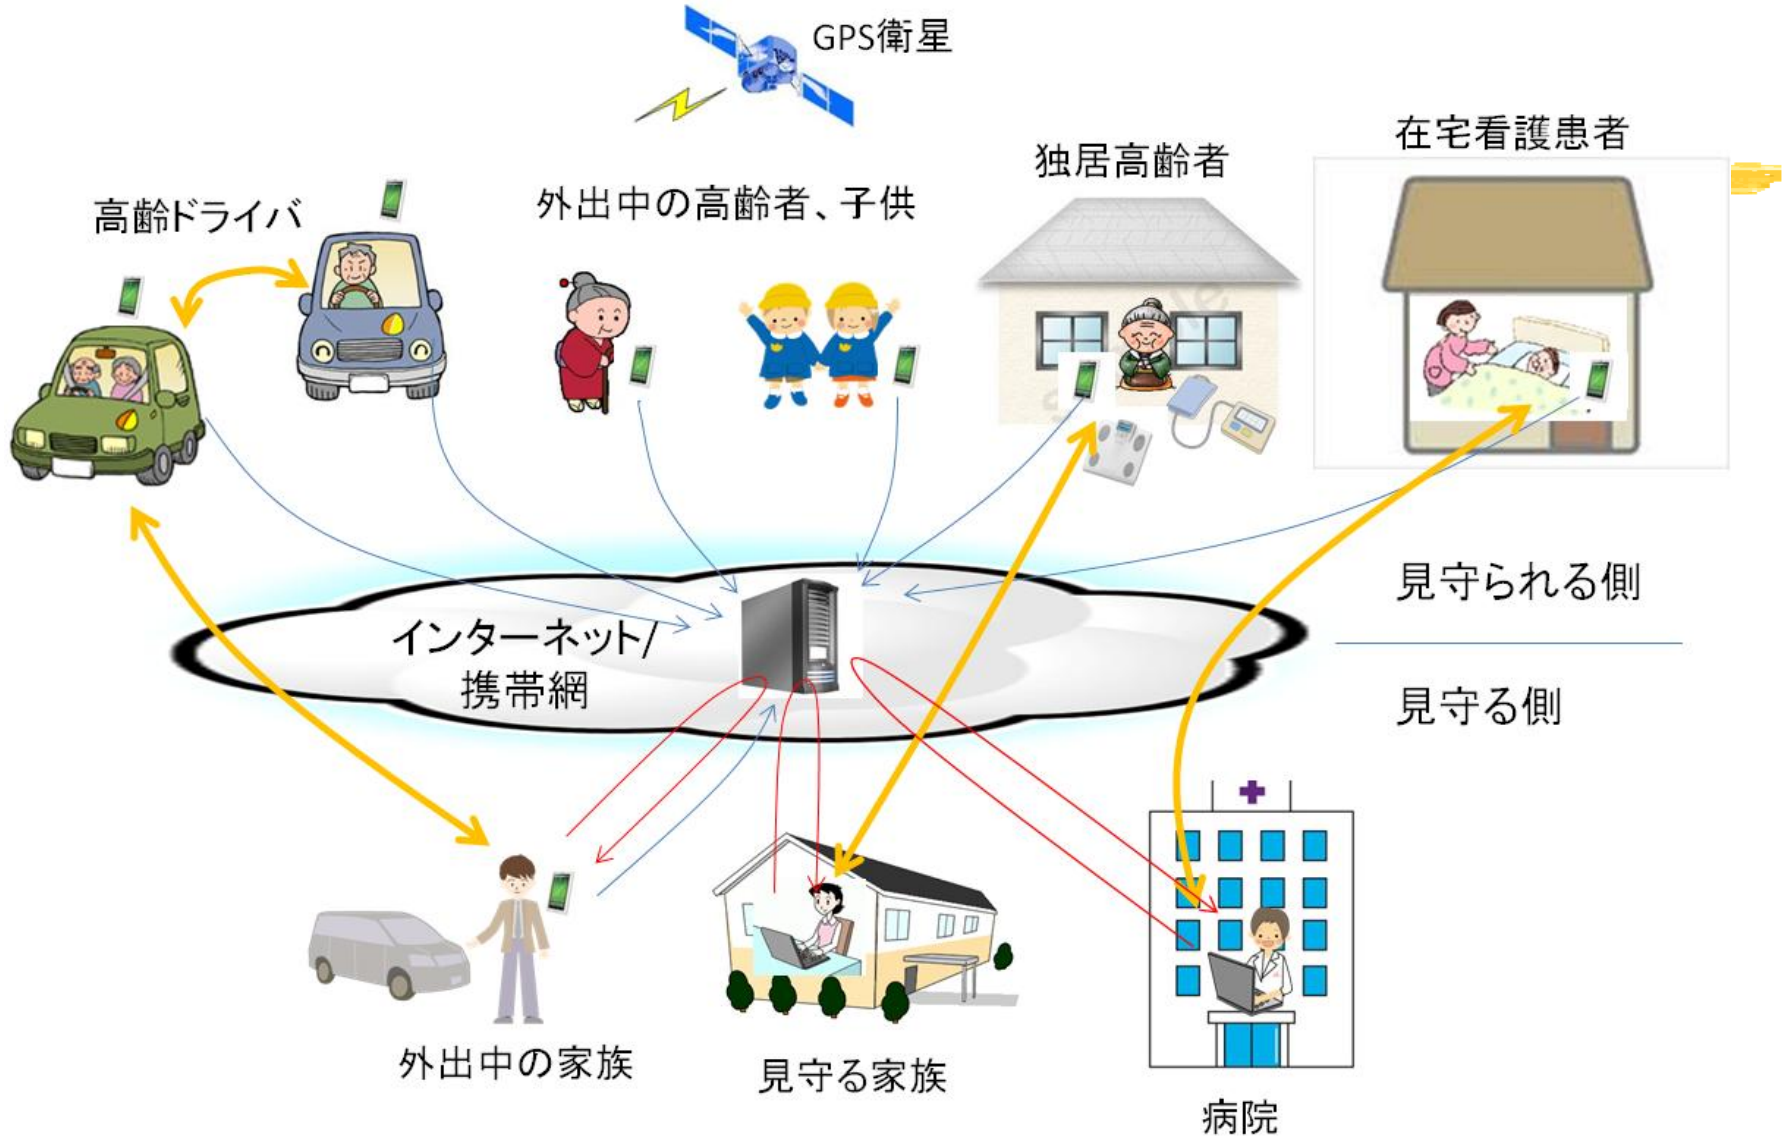 GPS衛星
在宅看護患者
独居高齢者
外出中の高齢者、子供
高齢ドライバ
見守られる側
インターネット/
携帯網
見守る側
外出中の家族
見守る家族
病院